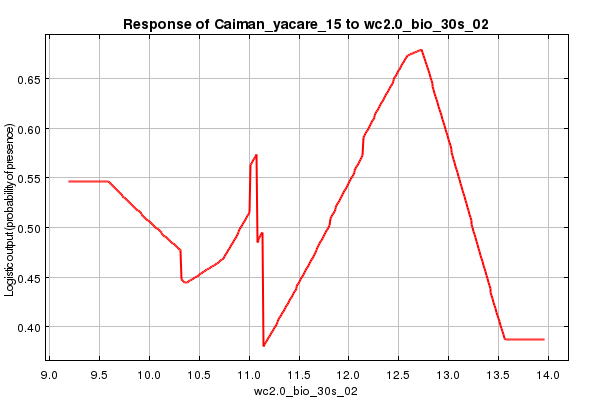 Response of Caiman_yacare_15 to wc2.0_bio_30s_02
Logistic output (probability of presence)
0.65
0.60
0.55
0.50
0.45
0.40
9.0 9.5 10.0 10.5 11.0 11.5 12.0 12.5 13.0 13.5 14.0
wc2.0_bio_30s_02